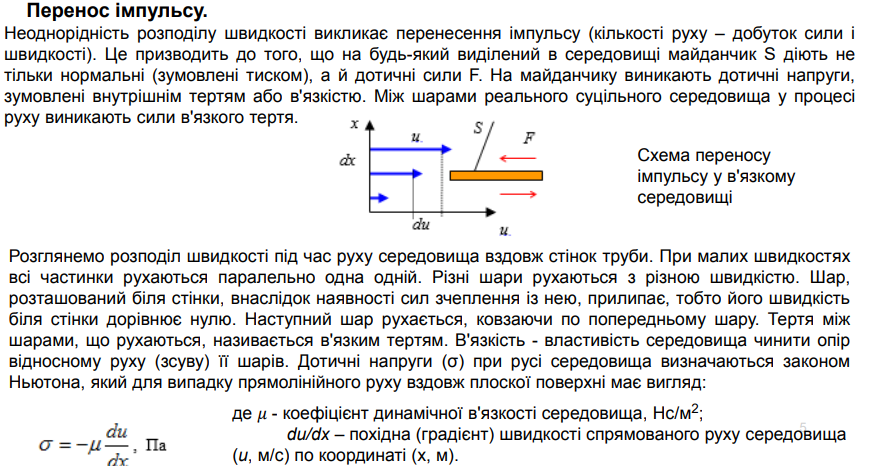 Перенос імпульсу.
Неоднорідність розподілу швидкості викликає перенесення імпульсу (кількості руху – добуток сили і
швидкості). Це призводить до того, що на будь-який виділений в середовищі майданчик S діють не
тільки нормальні (зумовлені тиском), а й дотичні сили F. На майданчику виникають дотичні напруги,
зумовлені внутрішнім тертям або в'язкістю. Між шарами реального суцільного середовища у процесі
руху виникають сили в'язкого тертя.
x
u.
S
F
dx
du
u.
Схема переносу
імпульсу у в'язкому
середовищі
Розглянемо розподіл швидкості під час руху середовища вздовж стінок труби. При малих швидкостях
всі частинки рухаються паралельно одна одній. Різні шари рухаються з різною швидкістю. Шар,
розташований біля стінки, внаслідок наявності сил зчеплення із нею, прилипає, тобто його швидкість
біля стінки дорівнює нулю. Наступний шар рухається, ковзаючи по попередньому шару. Тертя між
шарами, що рухаються, називається в'язким тертям. В'язкість - властивість середовища чинити опір
відносному руху (зсуву) її шарів. Дотичні напруги (σ) при русі середовища визначаються законом
Ньютона, який для випадку прямолінійного руху вздовж плоскої поверхні має вигляд:
σ = −μ du/dx, Па
де μ - коефіцієнт динамічної в'язкості середовища, Нс/м²;
du/dx – похідна (градієнт) швидкості спрямованого руху середовища
(u, м/с) по координаті (x, м).
5